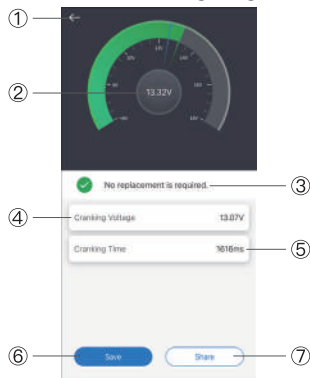 ①
②
13.32V
No replacement is required.
③
④
Cranking Voltage 13.07V
Cranking Time 1616ms
⑤
⑥
Save
Share
⑦